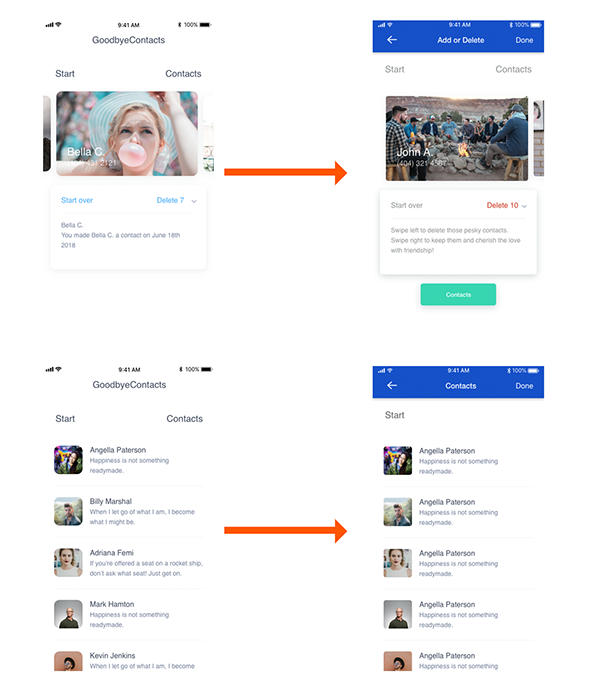 9:41 AM
100%
GoodbyeContacts
Start
Contacts
Bella C.
(404) 431 2121
Start over
Delete 7
Bella C.
You made Bella C. a contact on June 18th
2018
9:41 AM
100%
Add or Delete
Done
Start
Contacts
John A.
(404) 321 4567
Start over
Delete 10
Swipe left to delete those pesky contacts.
Swipe right to keep them and cherish the love
with friendship!
Contacts
9:41 AM
100%
GoodbyeContacts
Start
Contacts
Angella Paterson
Happiness is not something
readymade.
Billy Marshal
When I let go of what I am, I become
what I might be.
Adriana Femi
If you're offered a seat on a rocket ship,
don't ask what seat! Just get on.
Mark Hamton
Happiness is not something
readymade.
Kevin Jenkins
When I let go of what I am, I become
9:41 AM
100%
Contacts
Done
Start
Angella Paterson
Happiness is not something
readymade.
Angella Paterson
Happiness is not something
readymade.
Angella Paterson
Happiness is not something
readymade.
Angella Paterson
Happiness is not something
readymade.
Angella Paterson
Happiness is not something